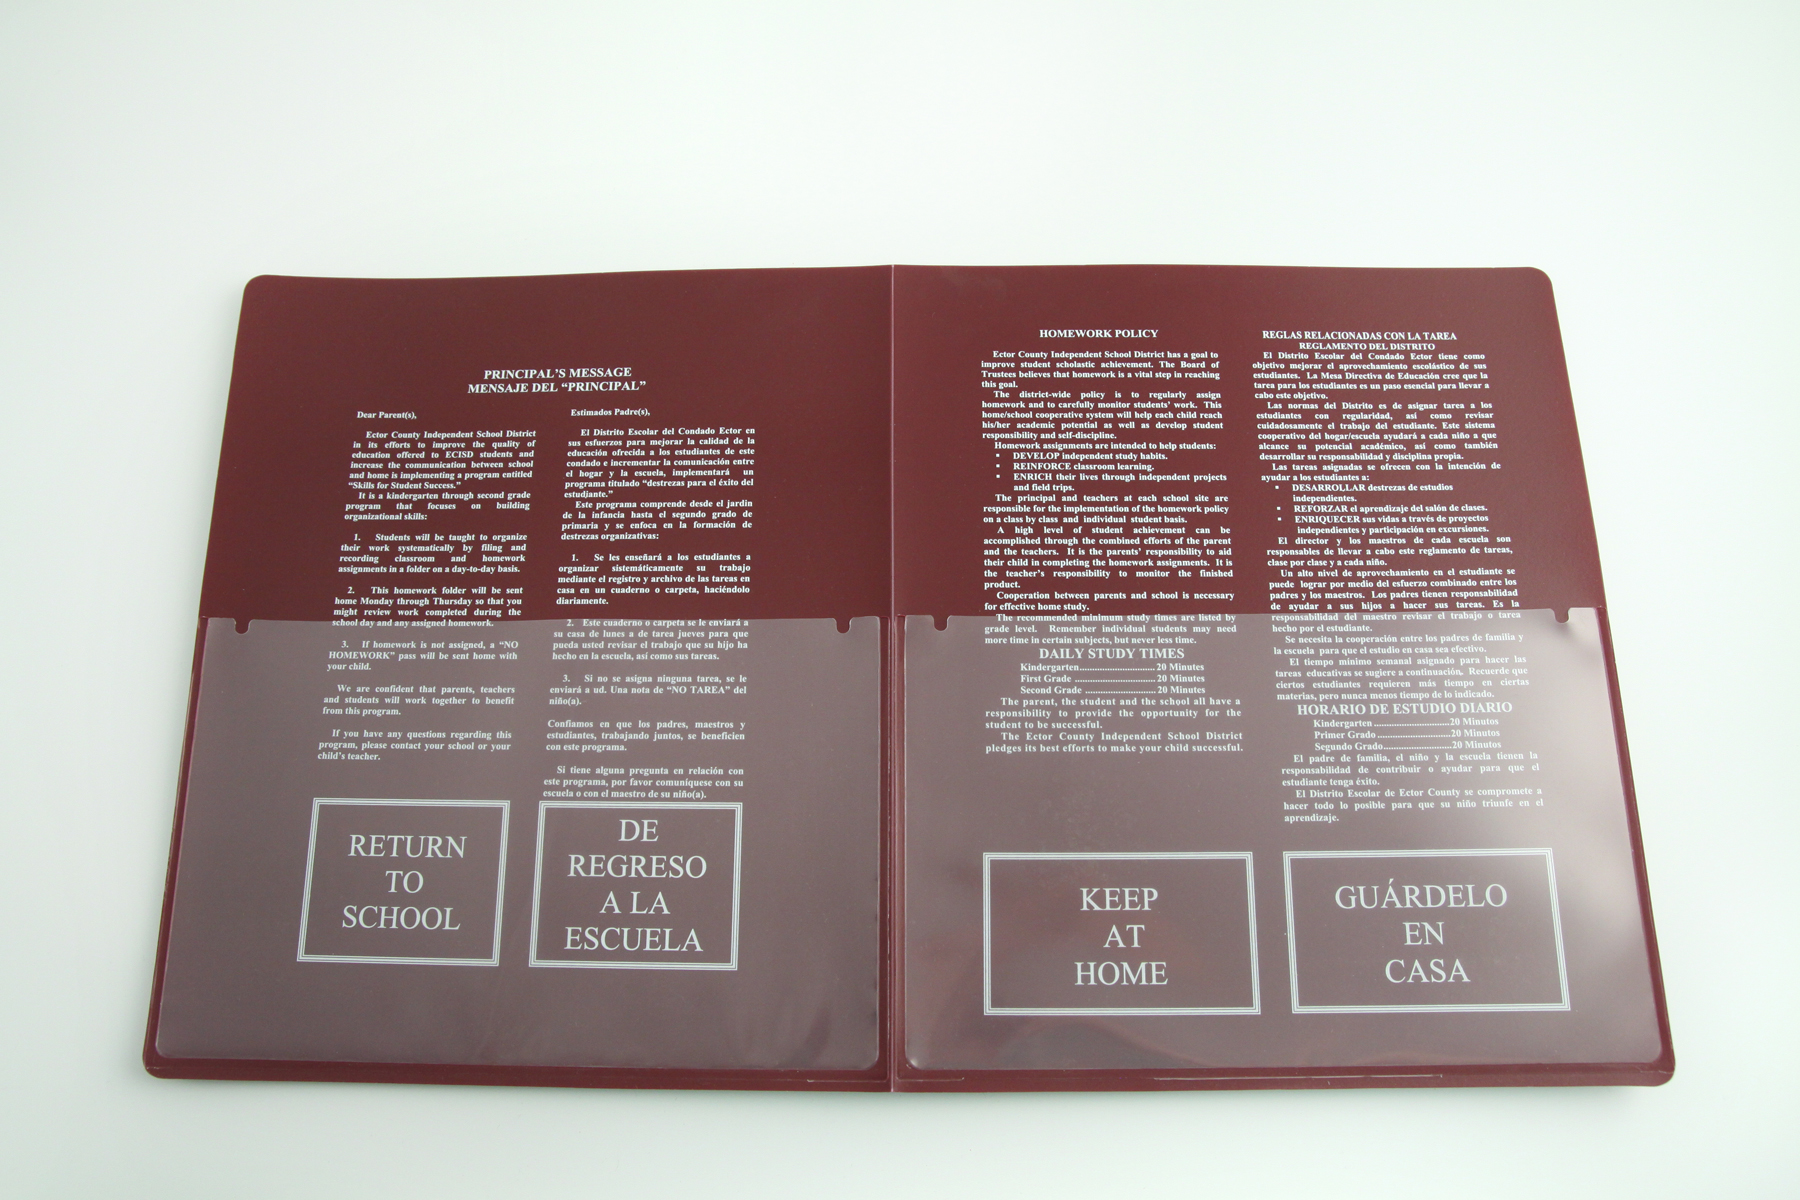 PRINCIPAL'S MESSAGE
MENSAJE DEL "PRINCIPAL"
Dear Parent(s),
Ector County Independent School District
in its efforts to improve the quality of
education offered to ECISD students and
increase the communication between school
and home is implementing a program entitled
"Skills for Student Success."
It is a kindergarten through second grade
program that focuses on building
organizational skills:
1. Students will be taught to organize
their work systematically by filing and
recording classroom and homework
assignments in a folder on a day-to-day basis.
2. This homework folder will be sent
home Monday through Thursday so that you
might review work completed during the
school day and any assigned homework.
3. If homework is not assigned, a "NO
HOMEWORK" pass will be sent home with
your child.
We are confident that parents, teachers
and students will work together to benefit
from this program.
If you have any questions regarding this
program, please contact your school or your
child's teacher.
RETURN
TO
SCHOOL
Estimados Padre(s),
El Distrito Escolar del Condado Ector en
sus esfuerzos para mejorar la calidad de la
educación ofrecida a los estudiantes de este
condado e incrementar la comunicación entre
el hogar y la escuela, implementará un
programa titulado "destrezas para el éxito del
estudjante."
Este programa comprende desde el jardin
de la infancia hasta el segundo grado de
primaria y se enfoca en la formación de
destrezas organizativas:
1. Se les enseñará a los estudiantes a
organizar sistemáticamente su trabajo
mediante el registro y archivo de las tareas en
casa en un cuaderno o carpeta, haciéndolo
diariamente.
2. Este cuaderno o carpeta se le enviará a
su casa de lunes a de tarea jueves para que
pueda usted revisar el trabajo que su hijo ha
hecho en la escuela, así como sus tareas.
3. Si no se asigna ninguna tarea, se le
enviará a ud. Una nota de "NO TAREA" del
niño(a).
Confiamos en que los padres, maestros y
estudiantes, trabajando juntos, se beneficien
con este programa.
Si tiene alguna pregunta en relación con
este programa, por favor comuníquese con su
escuela o con el maestro de su niño(a).
DE
REGRESO
A LA
ESCUELA
HOMEWORK POLICY
Ector County Independent School District has a goal to
improve student scholastic achievement. The Board of
Trustees believes that homework is a vital step in reaching
this goal.
The district-wide policy is to regularly assign
homework and to carefully monitor students' work. This
home/school cooperative system will help each child reach
his/her academic potential as well as develop student
responsibility and self-discipline.
Homework assignments are intended to help students:
▪ DEVELOP independent study habits.
▪ REINFORCE classroom learning.
▪ ENRICH their lives through independent projects
and field trips.
The principal and teachers at each school site are
responsible for the implementation of the homework policy
on a class by class and individual student basis.
A high level of student achievement can be
accomplished through the combined efforts of the parent
and the teachers. It is the parents' responsibility to aid
their child in completing the homework assignments. It is
the teacher's responsibility to monitor the finished
product.
Cooperation between parents and school is necessary
for effective home study.
The recommended minimum study times are listed by
grade level. Remember individual students may need
more time in certain subjects, but never less time.
DAILY STUDY TIMES
Kindergarten............................20 Minutes
First Grade ............................20 Minutes
Second Grade .........................20 Minutes
The parent, the student and the school all have a
responsibility to provide the opportunity for the
student to be successful.
The Ector County Independent School District
pledges its best efforts to make your child successful.
KEEP
AT
HOME
REGLAS RELACIONADAS CON LA TAREA
REGLAMENTO DEL DISTRITO
El Distrito Escolar del Condado Ector tiene como
objetivo mejorar el aprovechamiento escolástico de sus
estudiantes. La Mesa Directiva de Educación cree que la
tarea para los estudiantes es un paso esencial para llevar a
cabo este objetivo.
Las normas del Distrito es de asignar tarea a los
estudiantes con regularidad, así como revisar
cuidadosamente el trabajo del estudiante. Este sistema
cooperativo del hogar/escuela ayudará a cada niño a que
alcance su potencial académico, así como también
desarrollar su responsabilidad y disciplina propia.
Las tareas asignadas se ofrecen con la intención de
ayudar a los estudiantes a:
▪ DESARROLLAR destrezas de estudios
independientes.
▪ REFORZAR el aprendizaje del salón de clases.
▪ ENRIQUECER sus vidas a través de proyectos
independientes y participación en excursiones.
El director y los maestros de cada escuela son
responsables de llevar a cabo este reglamento de tareas,
clase por clase y a cada niño.
Un alto nivel de aprovechamiento en el estudiante se
puede lograr por medio del esfuerzo combinado entre los
padres y los maestros. Los padres tienen responsabilidad
de ayudar a sus hijos a hacer sus tareas. Es la
responsabilidad del maestro revisar el trabajo o tarea
hecho por el estudiante.
Se necesita la cooperación entre los padres de familia y
la escuela para que el estudio en casa sea efectivo.
El tiempo mínimo semanal asignado para hacer las
tareas educativas se sugiere a continuación. Recuerde que
ciertos estudiantes requieren más tiempo en ciertas
materias, pero nunca menos tiempo de lo indicado.
HORARIO DE ESTUDIO DIARIO
Kindergarten............................20 Minutos
Primer Grado ...........................20 Minutos
Segundo Grado.........................20 Minutos
El padre de familia, el niño y la escuela tienen la
responsabilidad de contribuir o ayudar para que el
estudiante tenga éxito.
El Distrito Escolar de Ector County se compromete a
hacer todo lo posible para que su niño triunfe en el
aprendizaje.
GUÁRDELO
EN
CASA